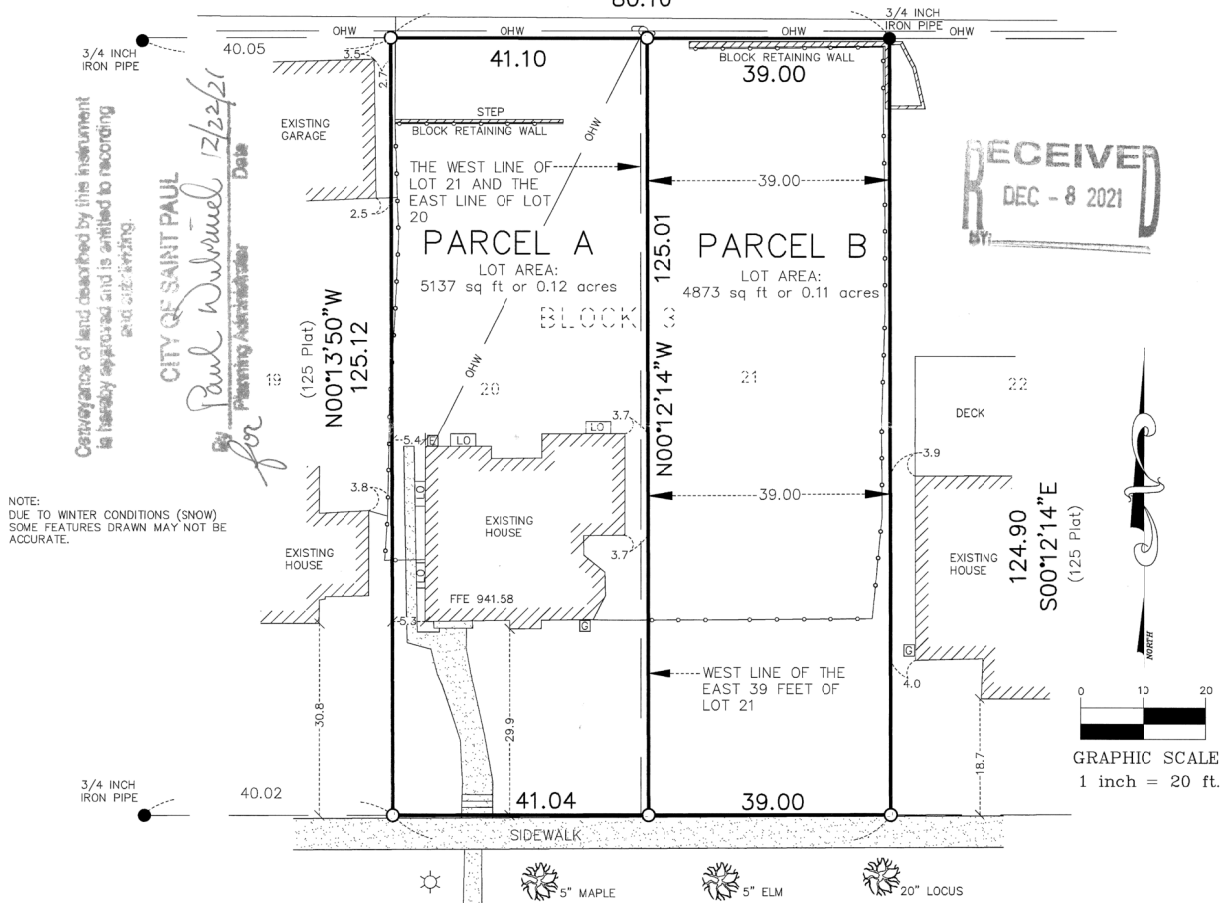 80.10
3/4 INCH
IRON PIPE
OHW
OHW
OHW
OHW
3/4 INCH
IRON PIPE
40.05
3.5
2.7
41.10
BLOCK RETAINING WALL
39.00
EXISTING
GARAGE
STEP
BLOCK RETAINING WALL
OHW
THE WEST LINE OF
LOT 21 AND THE
EAST LINE OF LOT
20
39.00
2.5
RECEIVED
DEC - 8 2021
BY:
Conveyance of land described by this instrument
is hereby approved and is entitled to recording
and subdividing.
CITY OF SAINT PAUL
By Paul 12/22/21
Planning Administrator Date
for
PARCEL A
LOT AREA:
5137 sq ft or 0.12 acres
125.01
N00°12'14"W
PARCEL B
LOT AREA:
4873 sq ft or 0.11 acres
BLOCK 3
OHW
19
(125 Plat)
N00°13'50"W
125.12
20
21
22
DECK
3.7
5.4
E
LO
LO
3.9
3.8
LO
39.00
NOTE:
DUE TO WINTER CONDITIONS (SNOW)
SOME FEATURES DRAWN MAY NOT BE
ACCURATE.
EXISTING
HOUSE
EXISTING
HOUSE
3.7
LO
EXISTING
HOUSE
124.90
S00°12'14"E
(125 Plat)
FFE 941.58
5.3
G
G
NORTH
4.0
WEST LINE OF THE
EAST 39 FEET OF
LOT 21
30.8
29.9
18.7
0 10 20
GRAPHIC SCALE
1 inch = 20 ft.
3/4 INCH
IRON PIPE
40.02
41.04
39.00
SIDEWALK
5" MAPLE
5" ELM
20" LOCUS